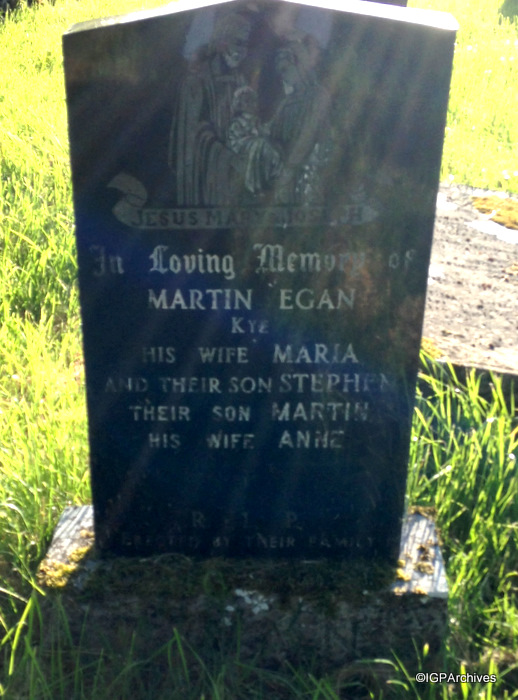 JESUS MARY & JOSEPH
In Loving Memory of
MARTIN EGAN
KYE
HIS WIFE MARIA
AND THEIR SON STEPHEN
THEIR SON MARTIN
HIS WIFE ANNE
R. I. P.
ERECTED BY THEIR FAMILY
©IGPArchives